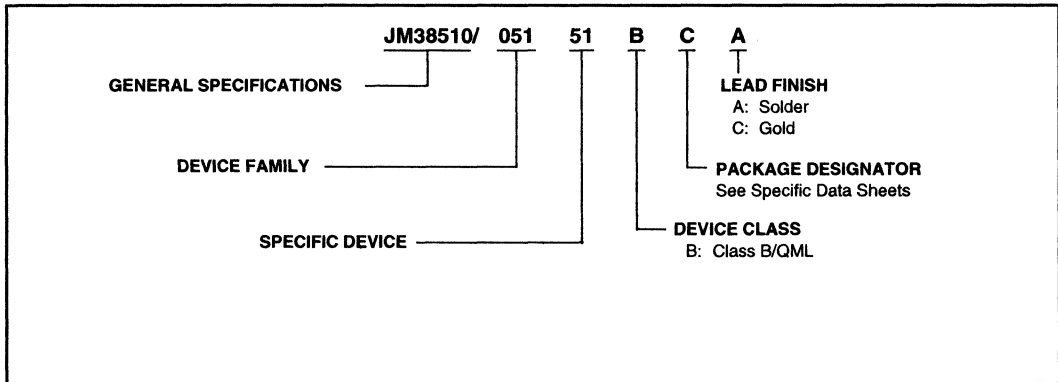 JM38510/ 051 51 B C A
GENERAL SPECIFICATIONS
LEAD FINISH
A: Solder
C: Gold
DEVICE FAMILY
PACKAGE DESIGNATOR
See Specific Data Sheets
SPECIFIC DEVICE
DEVICE CLASS
B: Class B/QML